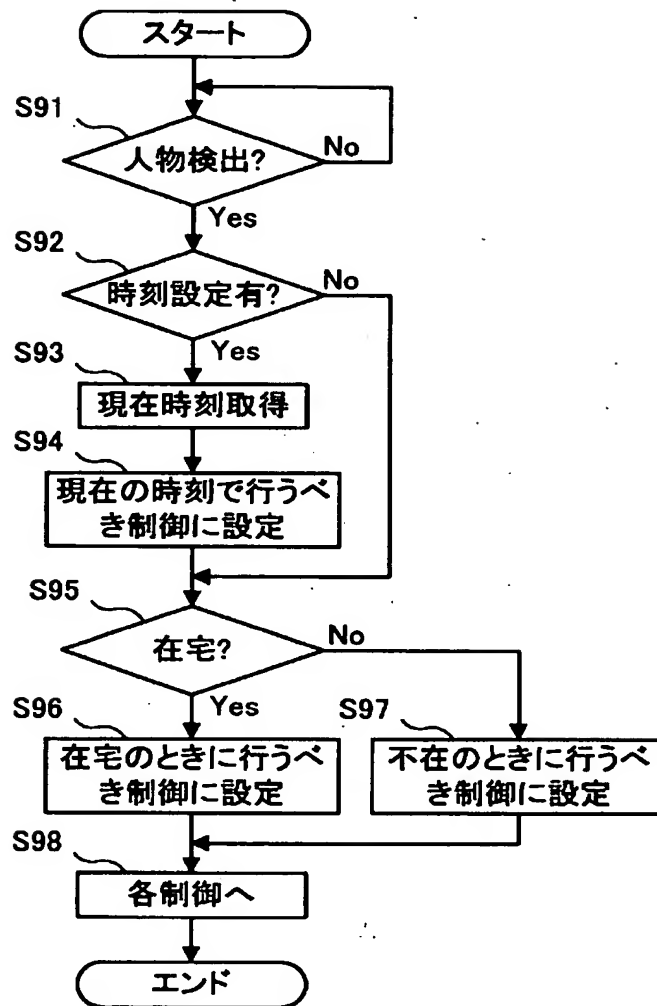 スタート
S91
人物検出?
No
Yes
S92
時刻設定有?
No
Yes
S93
現在時刻取得
S94
現在の時刻で行うべ
き制御に設定
S95
在宅?
No
Yes
S96
在宅のときに行うべ
き制御に設定
S97
不在のときに行うべ
き制御に設定
S98
各制御へ
エンド